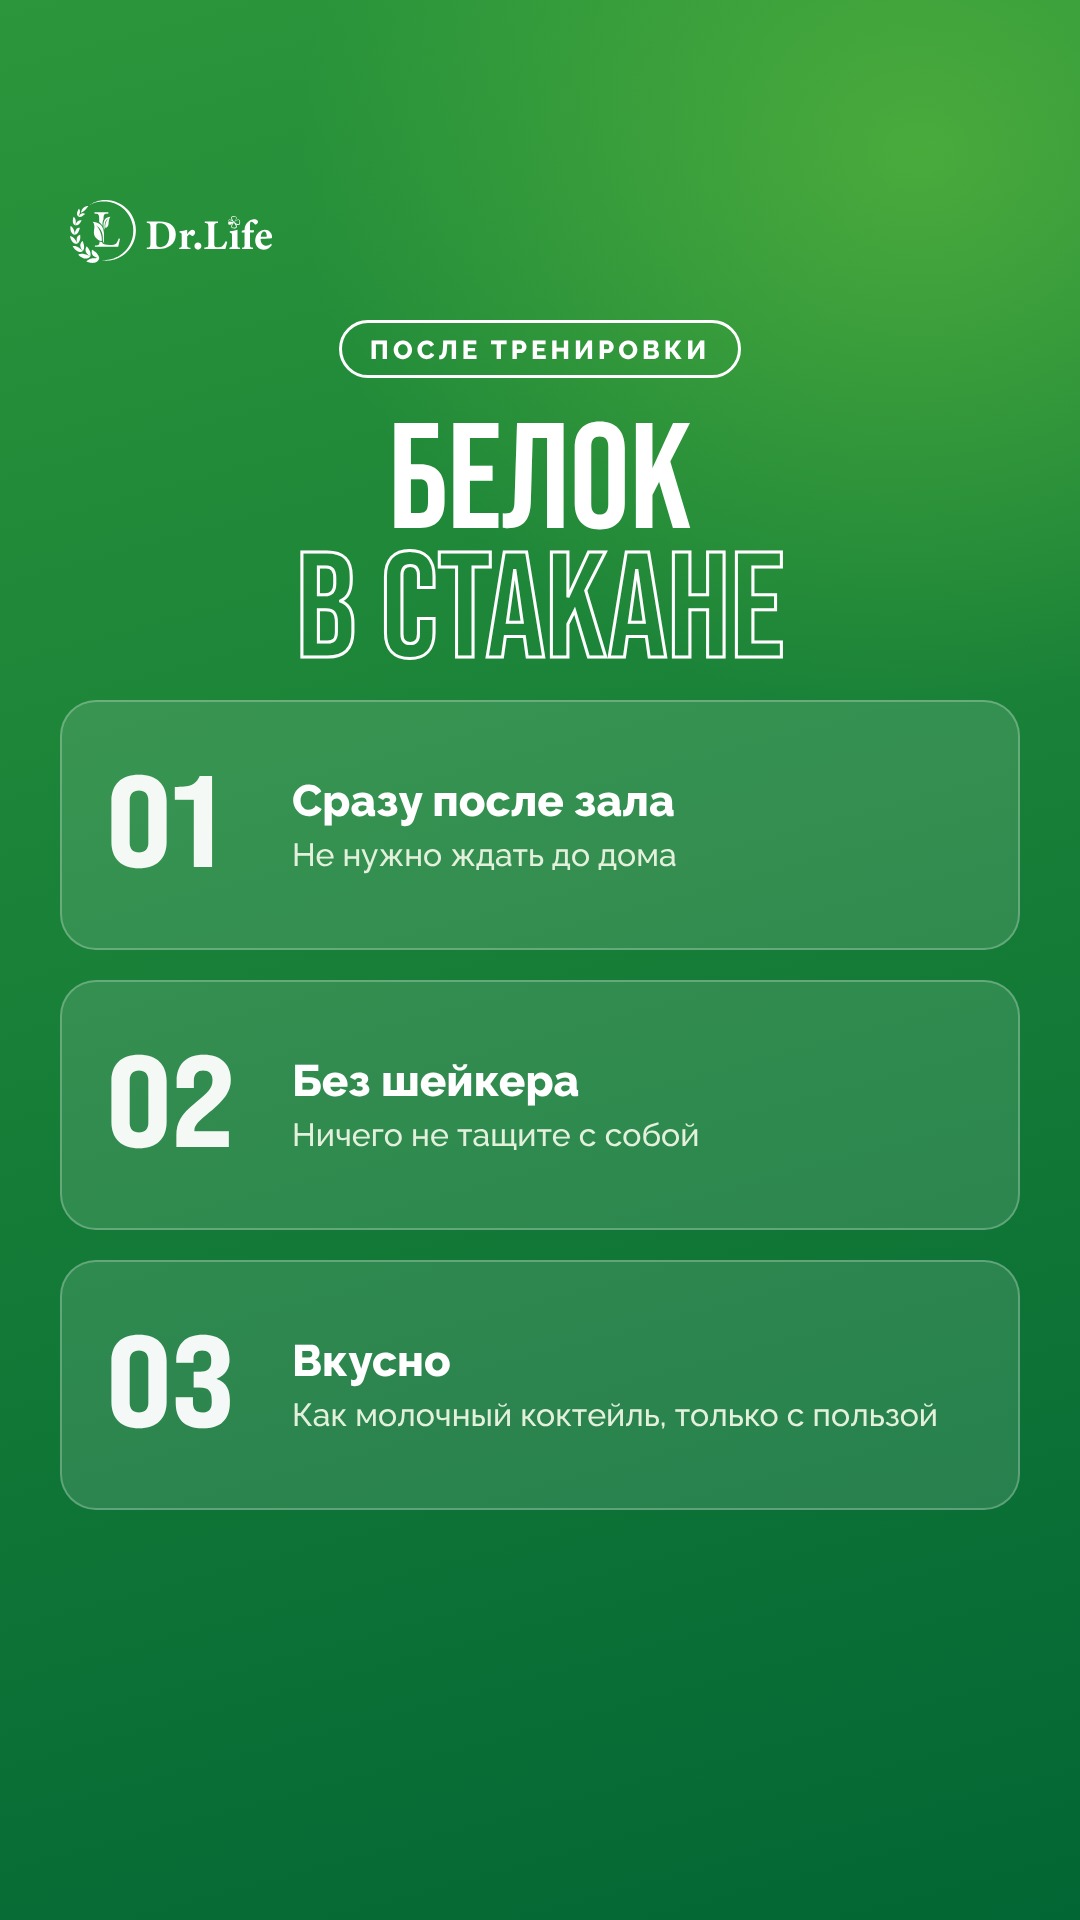 Dr.Life
ПОСЛЕ ТРЕНИРОВКИ
БЕЛОК
В СТАКАНЕ
01
Сразу после зала
Не нужно ждать до дома
02
Без шейкера
Ничего не тащите с собой
03
Вкусно
Как молочный коктейль, только с пользой